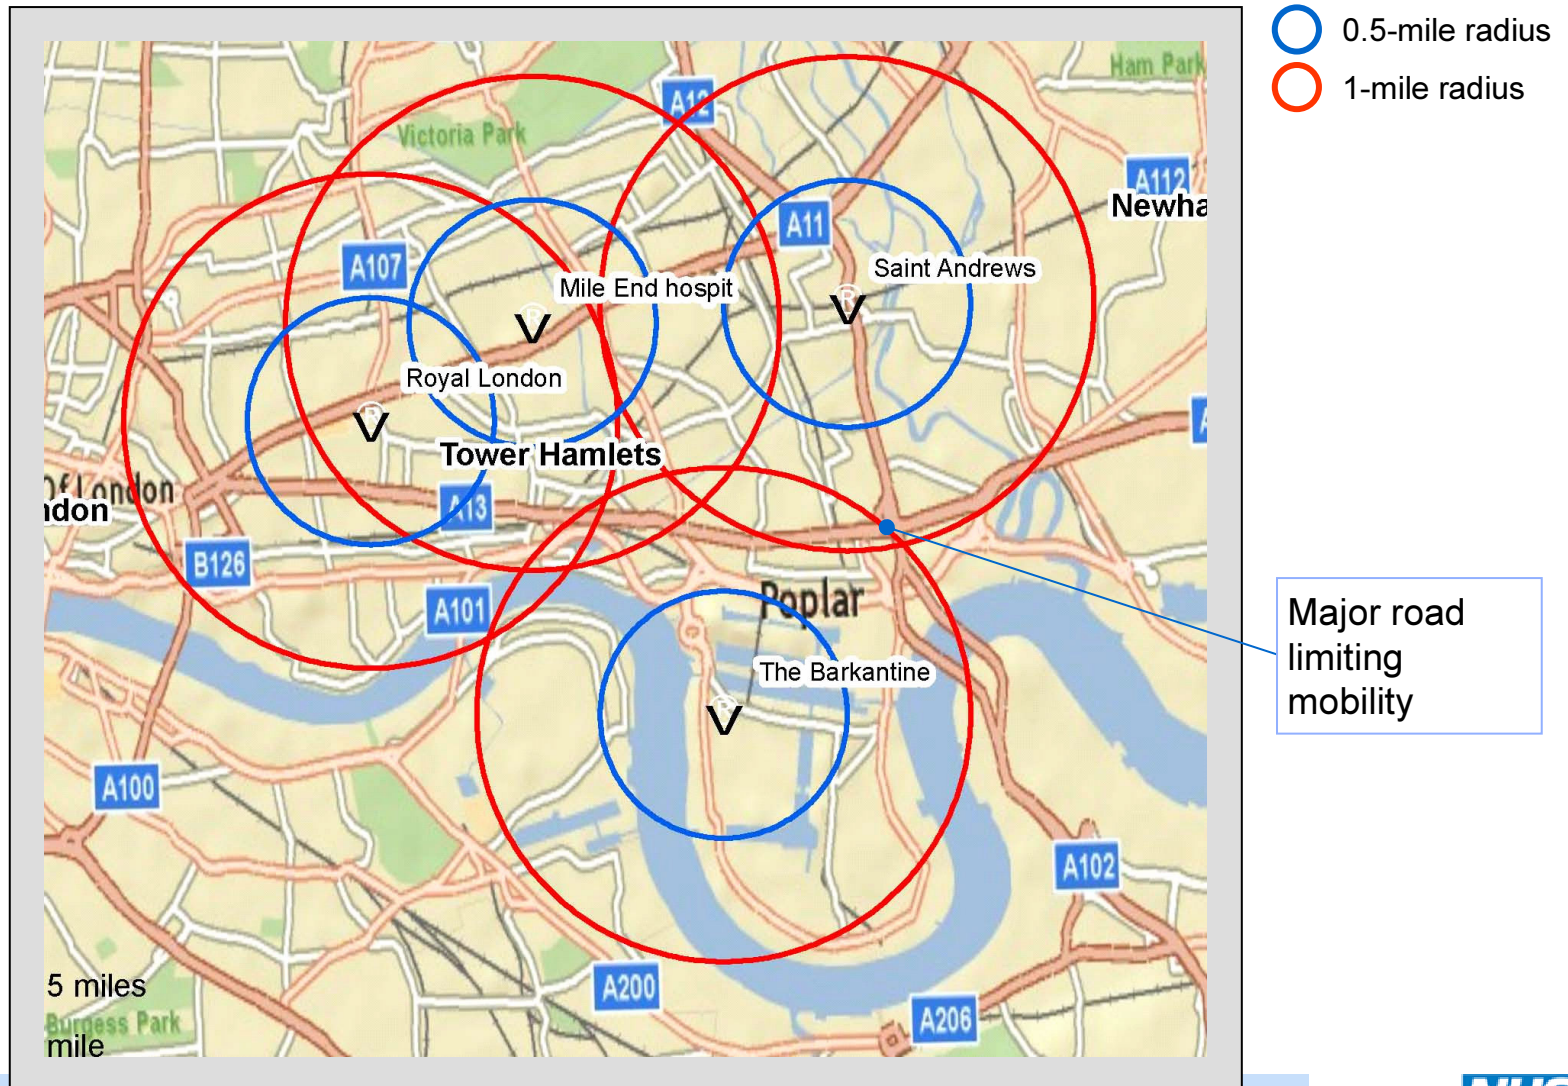 0.5-mile radius
1-mile radius
Ham Park
A12
Victoria Park
A112
Newha
A11
A107
Saint Andrews
Mile End hospit
Royal London
Tower Hamlets
Of London
ndon
A13
B126
A101
Poplar
Major road
limiting
mobility
The Barkantine
A100
A102
5 miles
A200
Burgess Park
A206
mile
NHS